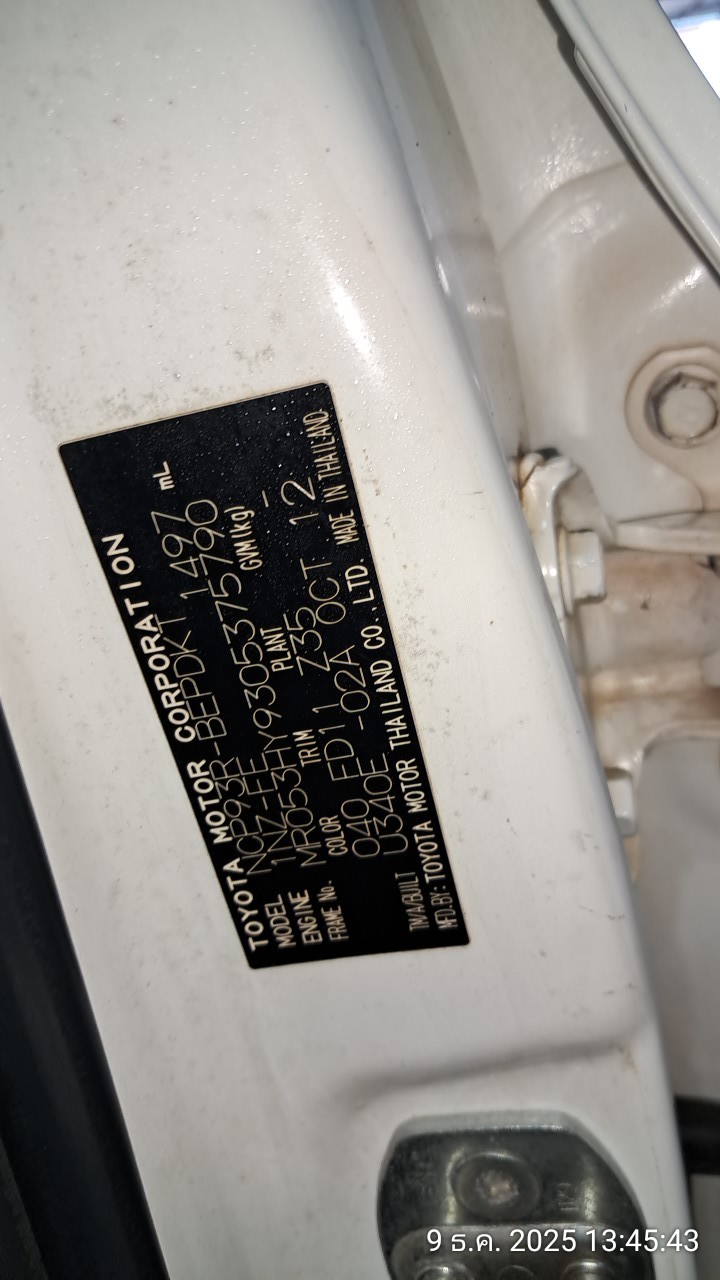 TOYOTA MOTOR CORPORATION
MODEL NCP93R-BEPDKT 1497 mL
ENGINE 1NZ-FE
FRAME No. MR053HY9305375790
COLOR TRIM PLANT GVM(kg)
040 FD11 Z35 -
U340E -02A OCT 12
TM/A/BUILT
MFD.BY: TOYOTA MOTOR THAILAND CO.,LTD. MADE IN THAILAND
9 ธ.ค. 2025 13:45:43